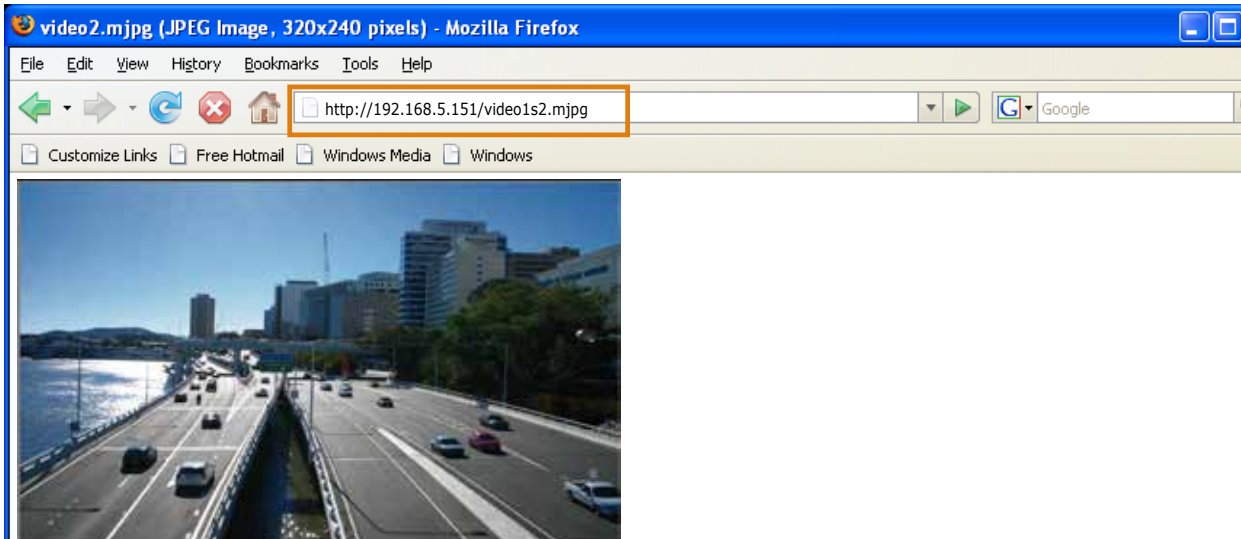 video2.mjpg (JPEG Image, 320x240 pixels) - Mozilla Firefox
File Edit View History Bookmarks Tools Help
http://192.168.5.151/video1s2.mjpg G Google
Customize Links Free Hotmail Windows Media Windows